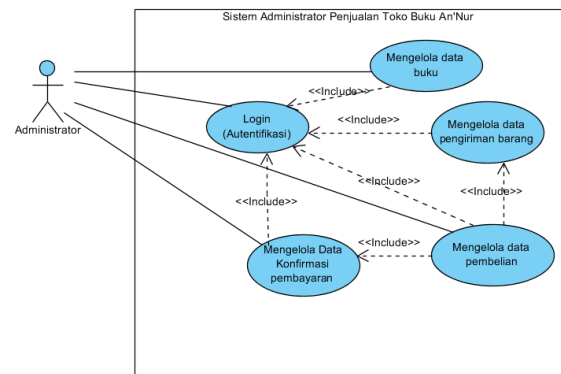 Sistem Administrator Penjualan Toko Buku An'Nur
Mengelola data
buku
<<Include>>
Administrator
Login
(Autentifikasi)
<<Include>>
Mengelola data
pengiriman barang
<<Include>>
<<Include>>
<<Include>>
Mengelola Data
Konfirmasi
pembayaran
<<Include>>
Mengelola data
pembelian